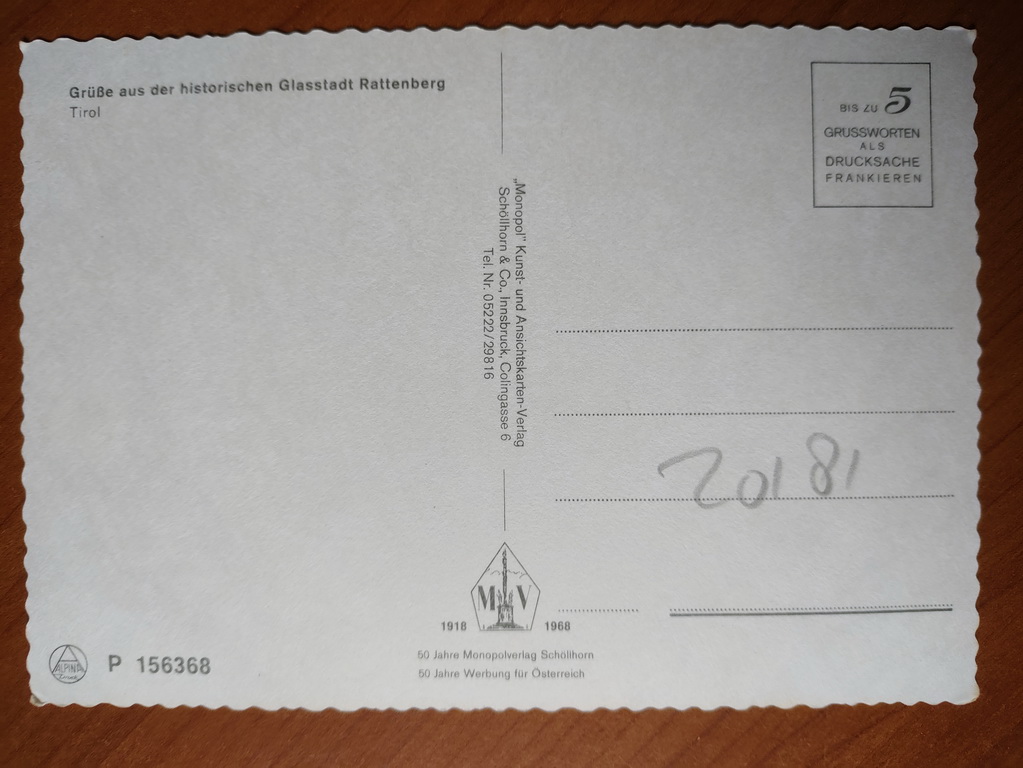 Grüße aus der historischen Glasstadt Rattenberg
Tirol
BIS ZU 5
GRUSSWORTEN
ALS
DRUCKSACHE
FRANKIEREN
„Monopol" Kunst- und Ansichtskarten-Verlag
Schöllhorn & Co., Innsbruck, Colingasse 6
Tel. Nr. 05222/29816
20181
M V
1918 1968
50 Jahre Monopolverlag Schöllhorn
50 Jahre Werbung für Österreich
ALPINA
P 156368